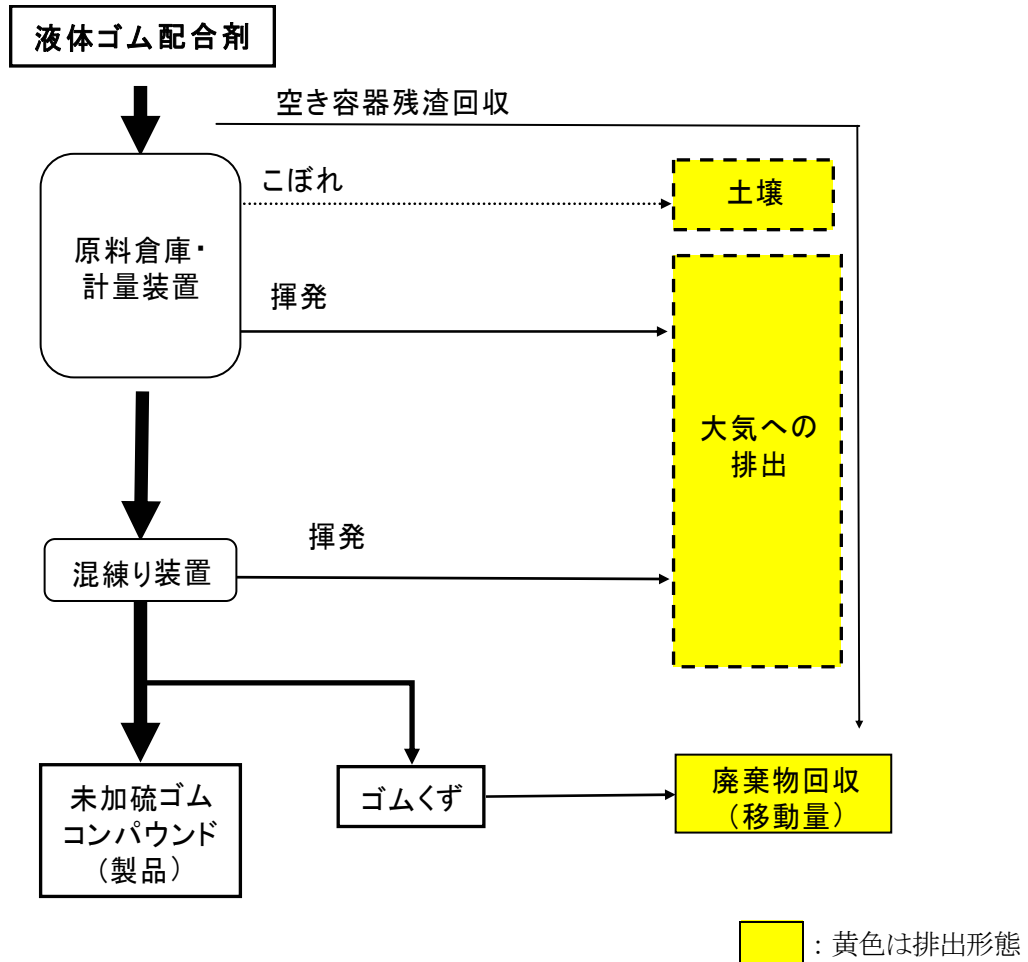 液体ゴム配合剤
空き容器残渣回収
こぼれ
土壌
原料倉庫・
計量装置
揮発
大気への
排出
揮発
混練り装置
未加硫ゴム
コンパウンド
（製品）
ゴムくず
廃棄物回収
（移動量）
：黄色は排出形態